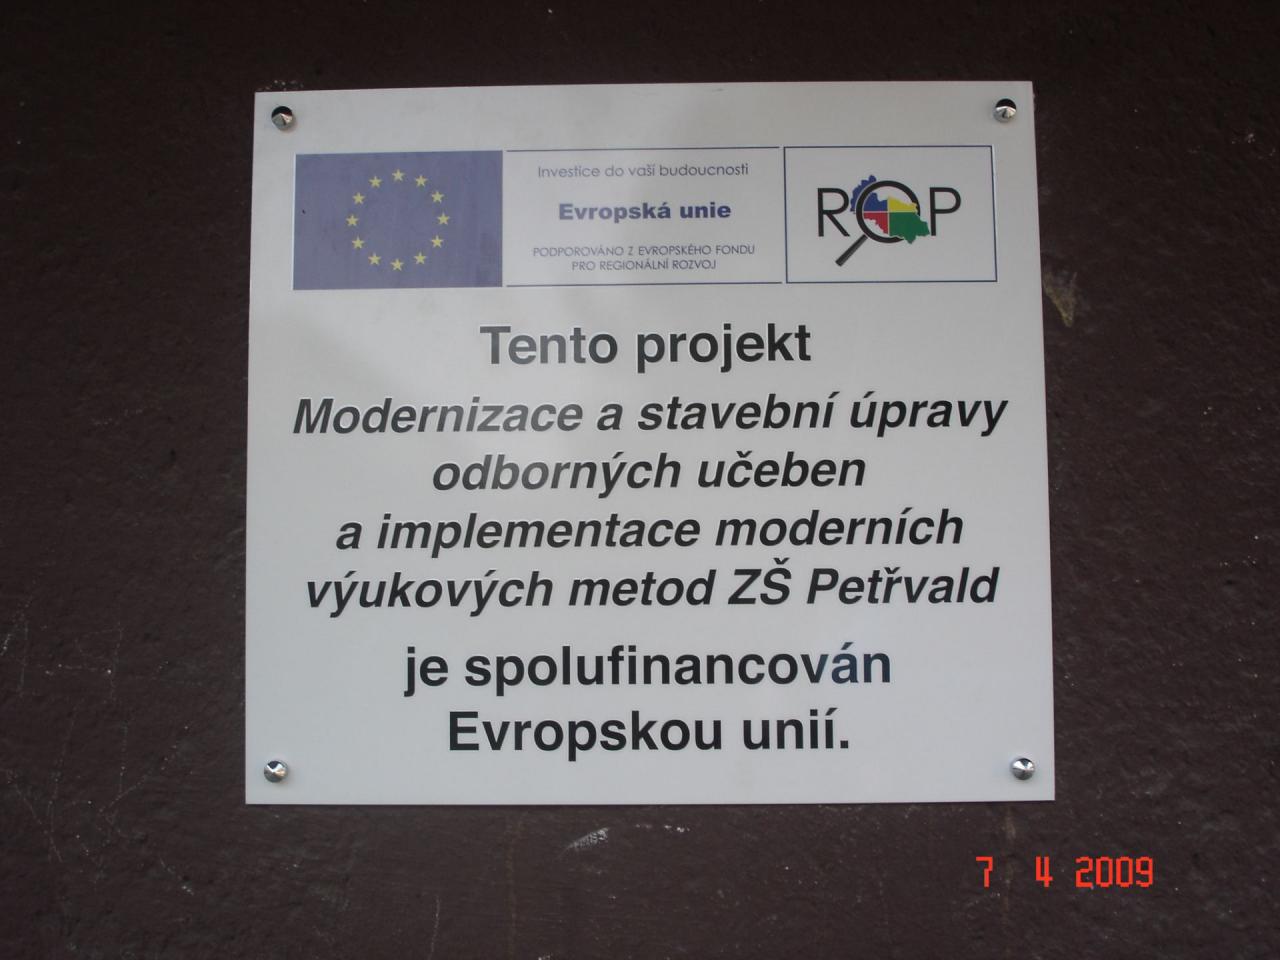 Investice do vaší budoucnosti
Evropská unie
PODPOROVÁNO Z EVROPSKÉHO FONDU
PRO REGIONÁLNÍ ROZVOJ
ROP
Tento projekt
Modernizace a stavební úpravy
odborných učeben
a implementace moderních
výukových metod ZŠ Petřvald
je spolufinancován
Evropskou unií.
7 4 2009